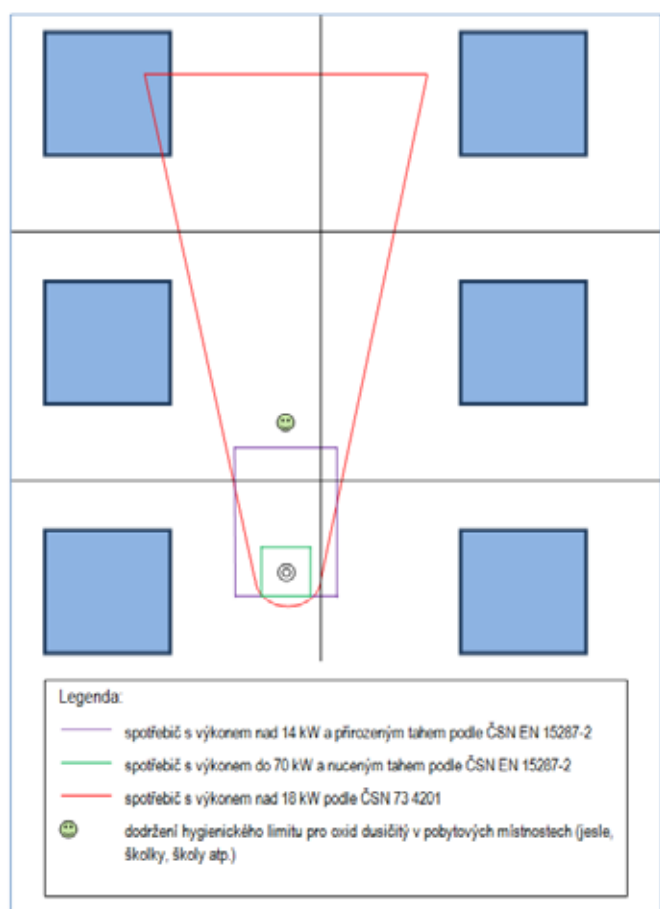 Legenda:
spotřebič s výkonem nad 14 kW a přirozeným tahem podle ČSN EN 15287-2
spotřebič s výkonem do 70 kW a nuceným tahem podle ČSN EN 15287-2
spotřebič s výkonem nad 18 kW podle ČSN 73 4201
dodržení hygienického limitu pro oxid dusičitý v pobytových místnostech (jesle,
školky, školy atp.)